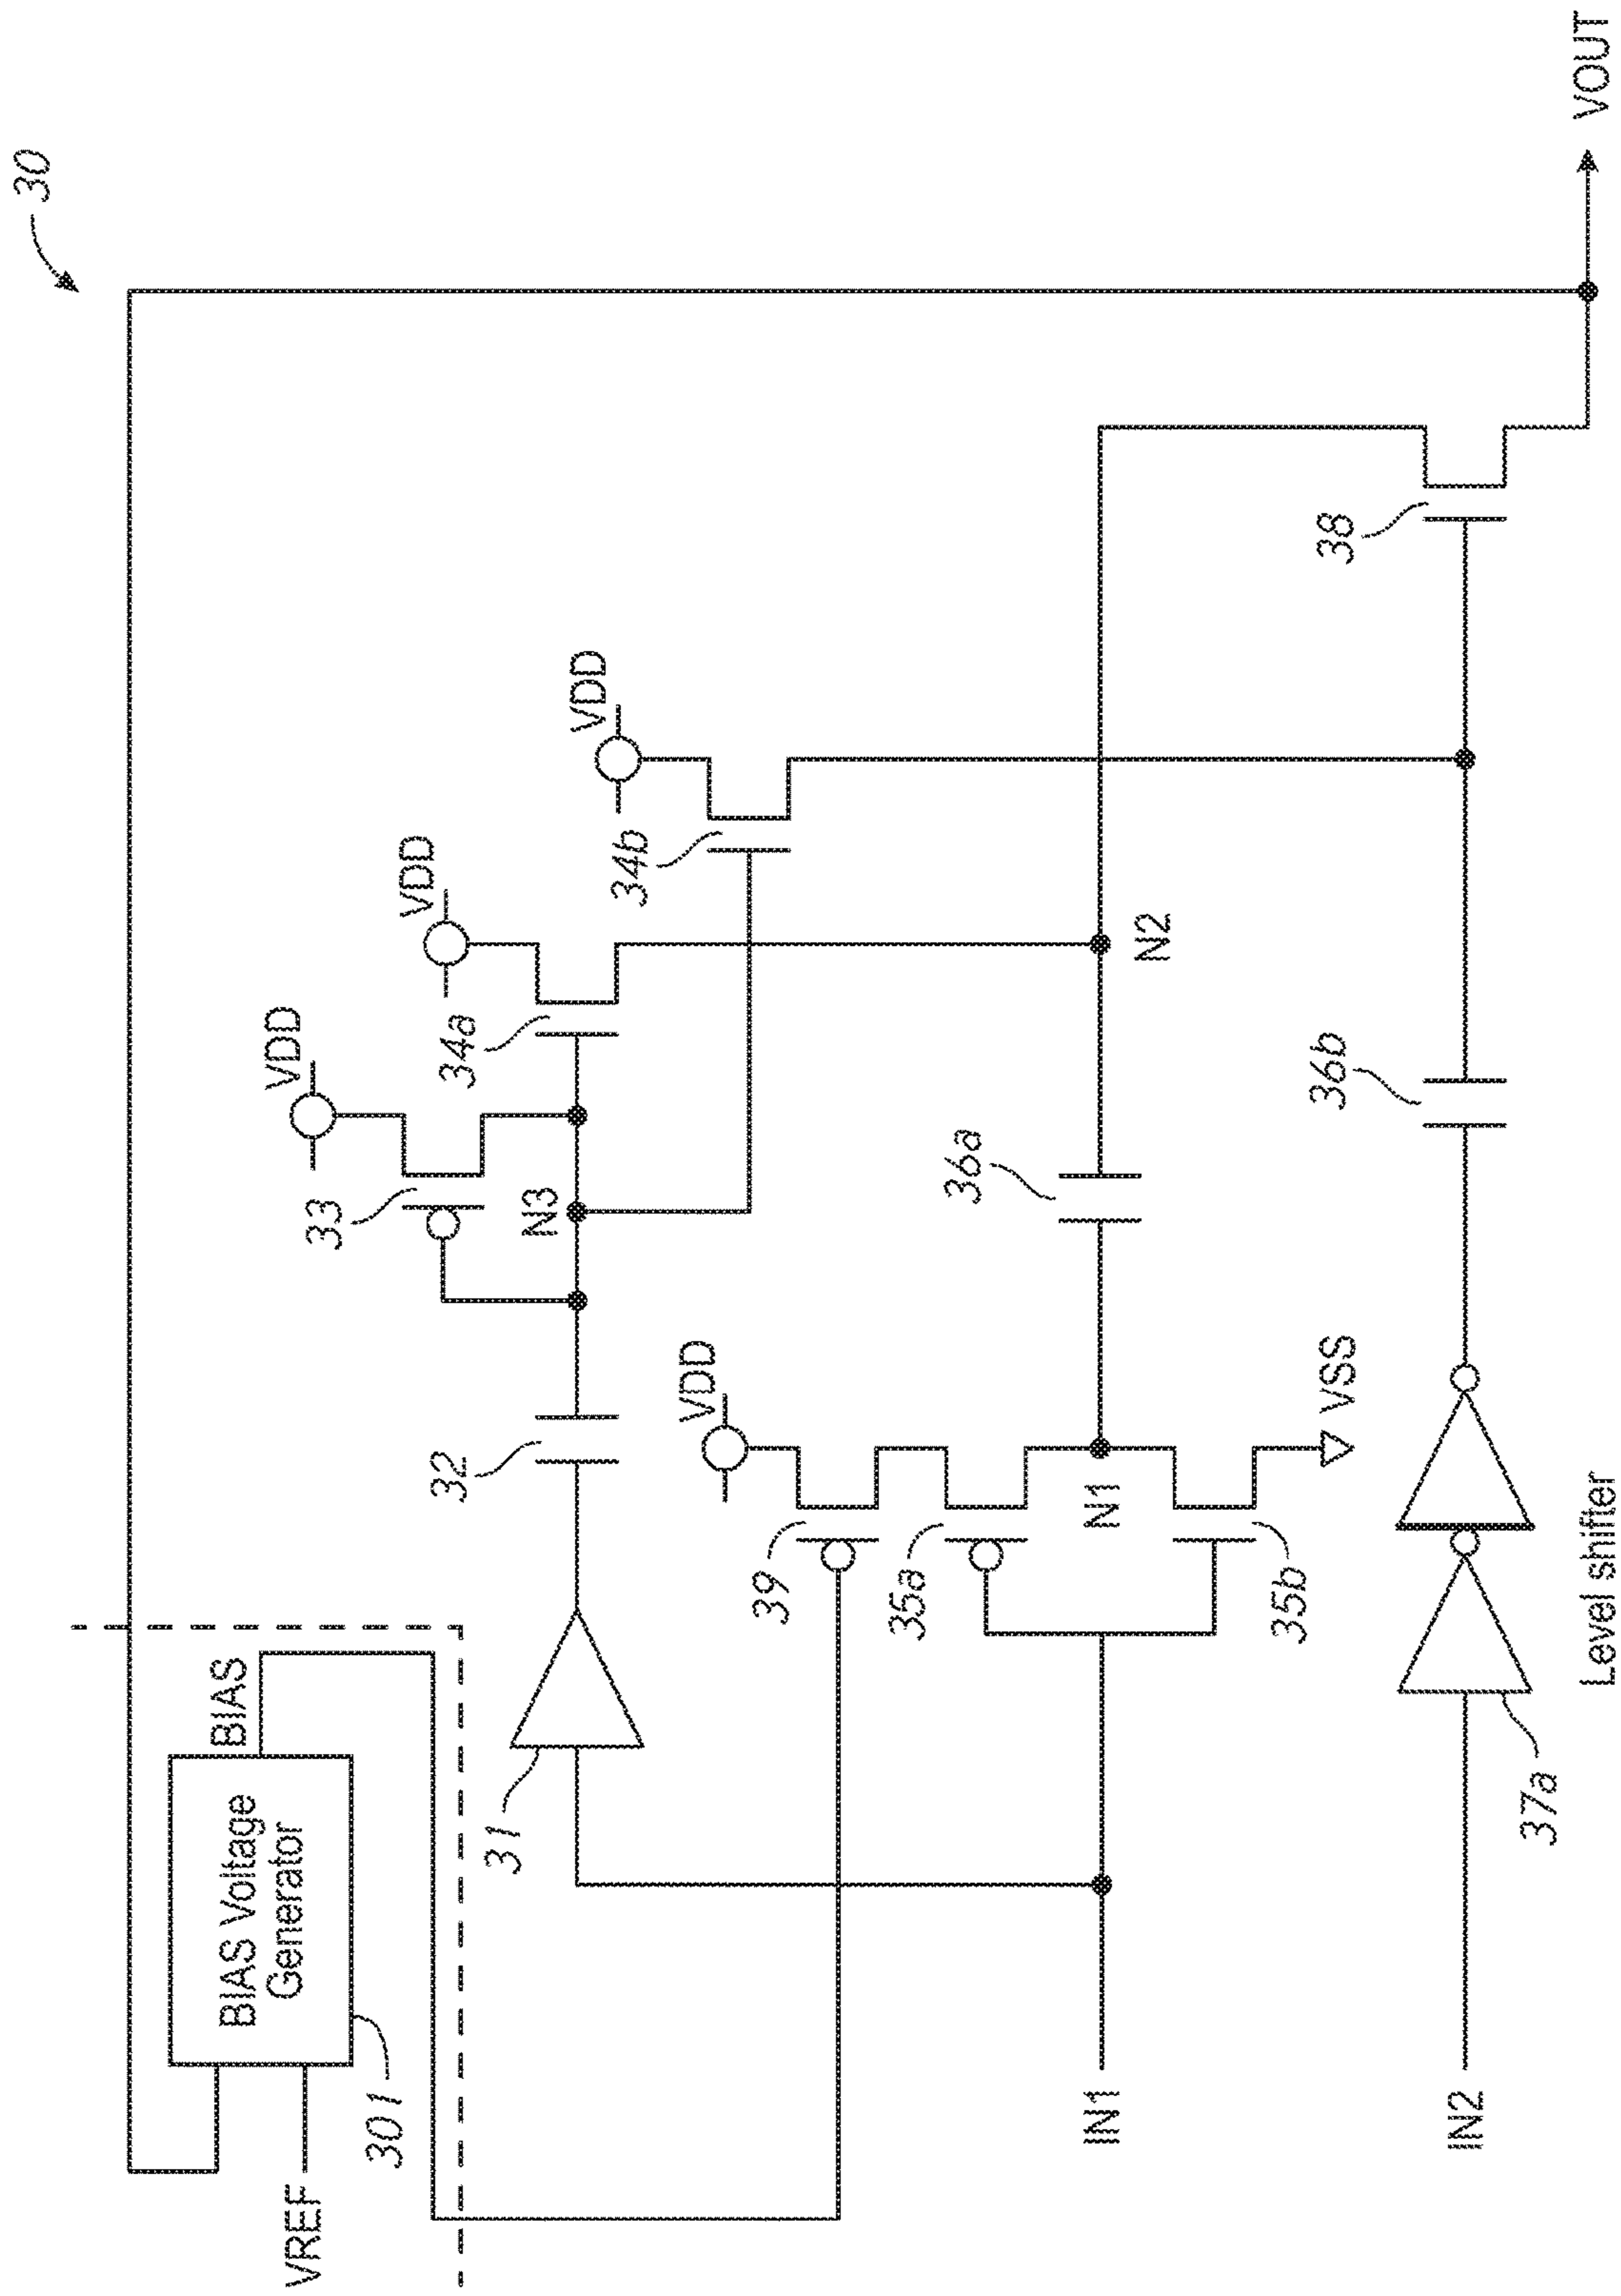 30
VREF
301
BIAS Voltage
Generator
BIAS
31
32
33
VDD
N3
34a
VDD
34b
VDD
VDD
39
35a
35b
N1
VSS
36a
N2
IN1
IN2
37a
Level shifter
36b
38
VOUT